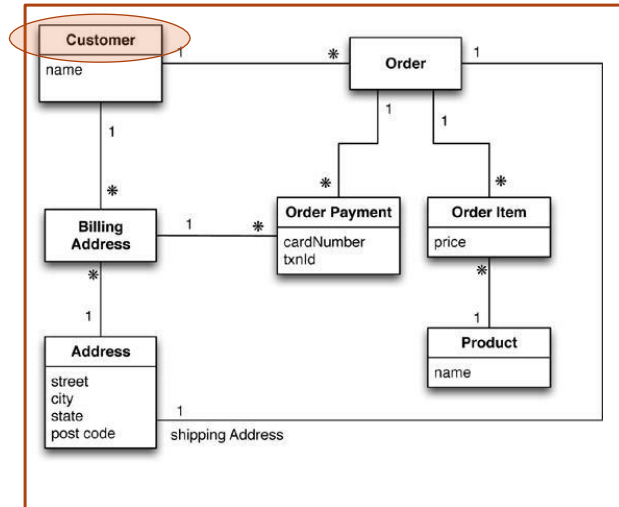 Customer
name
1
*
Order
1
1
*
1
*
1
*
Billing
Address
1
*
Order Payment
cardNumber
txnId
Order Item
price
*
1
*
1
Address
street
city
state
post code
Product
name
1
shipping Address